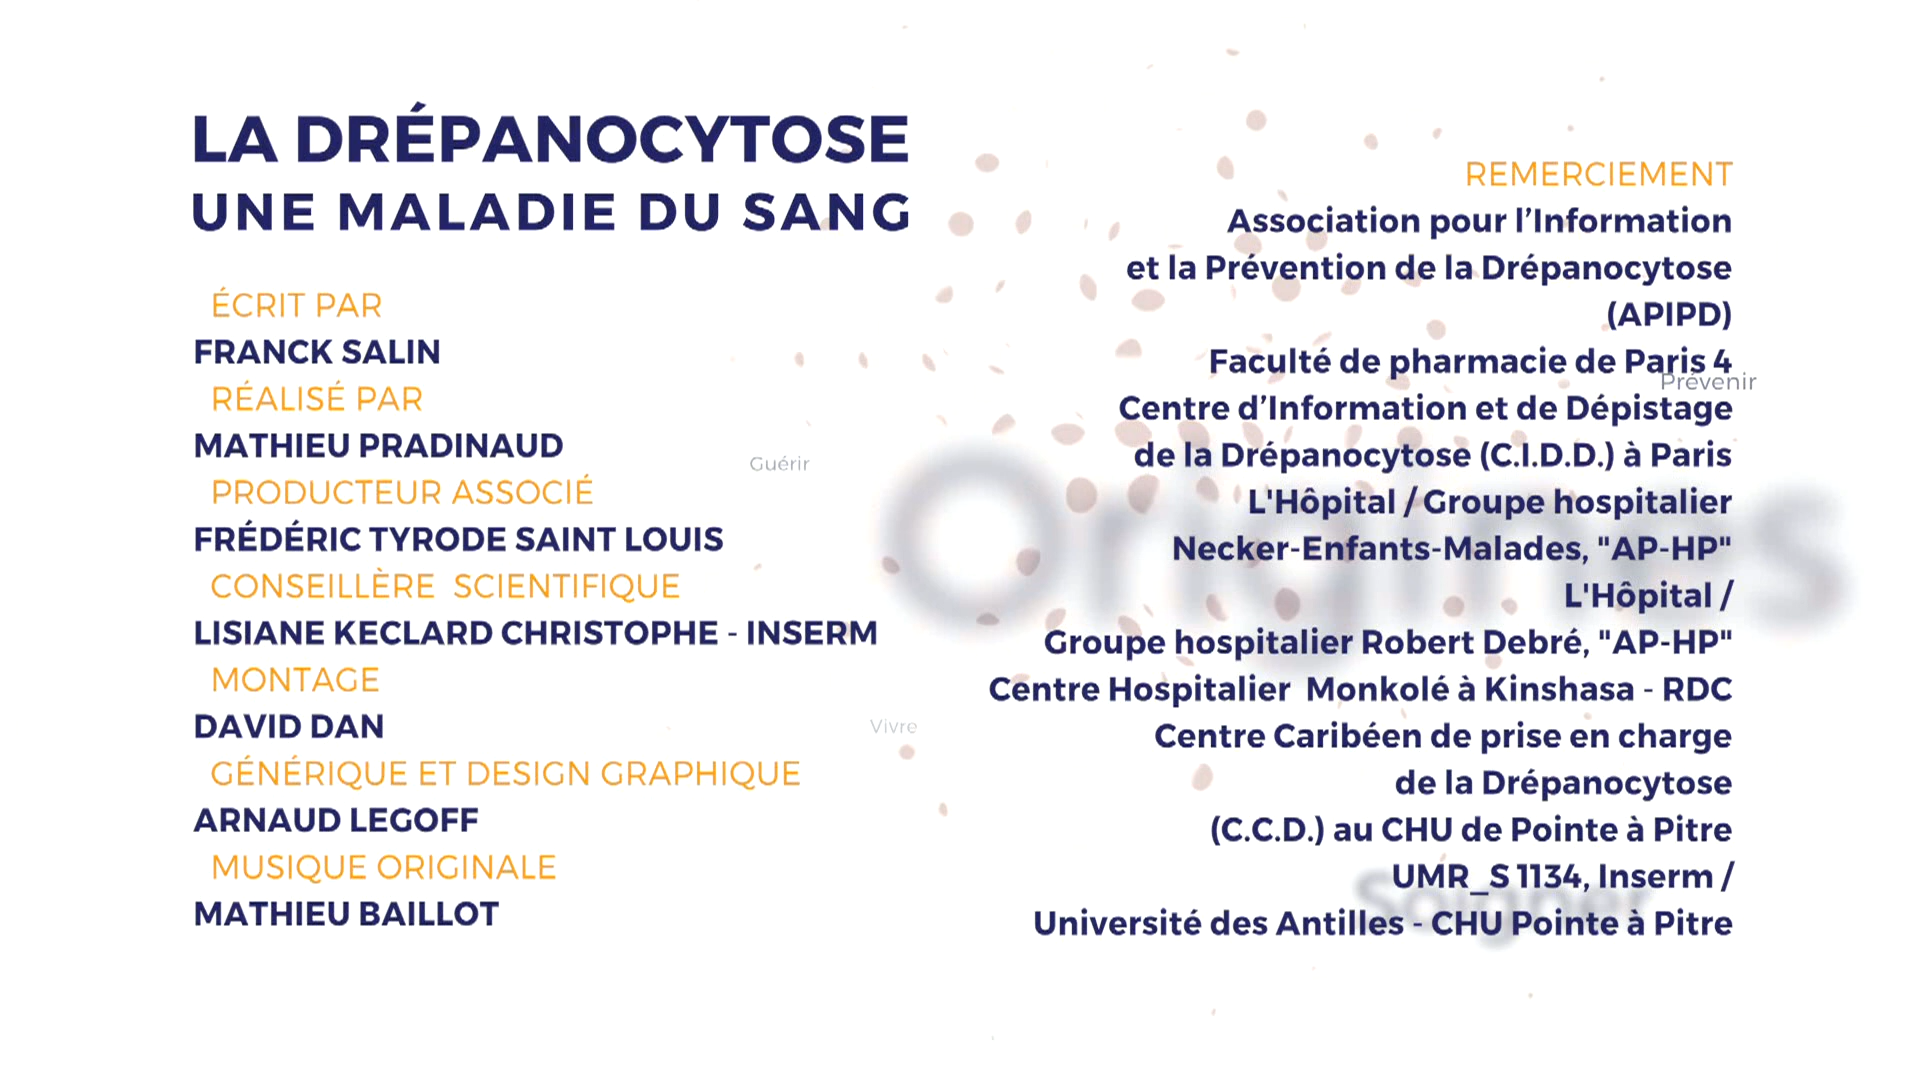 LA DRÉPANOCYTOSE
UNE MALADIE DU SANG
ÉCRIT PAR
FRANCK SALIN
RÉALISÉ PAR
MATHIEU PRADINAUD
PRODUCTEUR ASSOCIÉ
FRÉDÉRIC TYRODE SAINT LOUIS
CONSEILLÈRE SCIENTIFIQUE
LISIANE KECLARD CHRISTOPHE - INSERM
MONTAGE
DAVID DAN
GÉNÉRIQUE ET DESIGN GRAPHIQUE
ARNAUD LEGOFF
MUSIQUE ORIGINALE
MATHIEU BAILLOT
Guérir
Vivre
REMERCIEMENT
Association pour l’Information
et la Prévention de la Drépanocytose
(APIPD)
Faculté de pharmacie de Paris 4
Prévenir
Centre d’Information et de Dépistage
de la Drépanocytose (C.I.D.D.) à Paris
L'Hôpital / Groupe hospitalier
Necker-Enfants-Malades, "AP-HP"
L'Hôpital /
Groupe hospitalier Robert Debré, "AP-HP"
Centre Hospitalier Monkolé à Kinshasa - RDC
Centre Caribéen de prise en charge
de la Drépanocytose
(C.C.D.) au CHU de Pointe à Pitre
UMR_S 1134, Inserm /
Université des Antilles - CHU Pointe à Pitre
Origines
Soigner